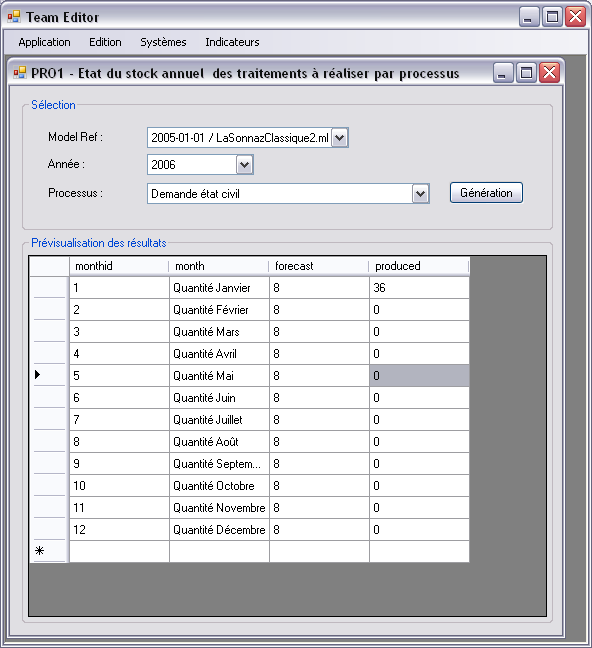 Team Editor
Application Edition Systèmes Indicateurs
PRO1 - Etat du stock annuel des traitements à réaliser par processus
Sélection
Model Ref : 2005-01-01 / LaSonnazClassique2.ml
Année : 2006
Processus : Demande état civil Génération
Prévisualisation des résultats
monthid month forecast produced
1 Quantité Janvier 8 36
2 Quantité Février 8 0
3 Quantité Mars 8 0
4 Quantité Avril 8 0
5 Quantité Mai 8 0
6 Quantité Juin 8 0
7 Quantité Juillet 8 0
8 Quantité Août 8 0
9 Quantité Septem... 8 0
10 Quantité Octobre 8 0
11 Quantité Novembre 8 0
12 Quantité Décembre 8 0